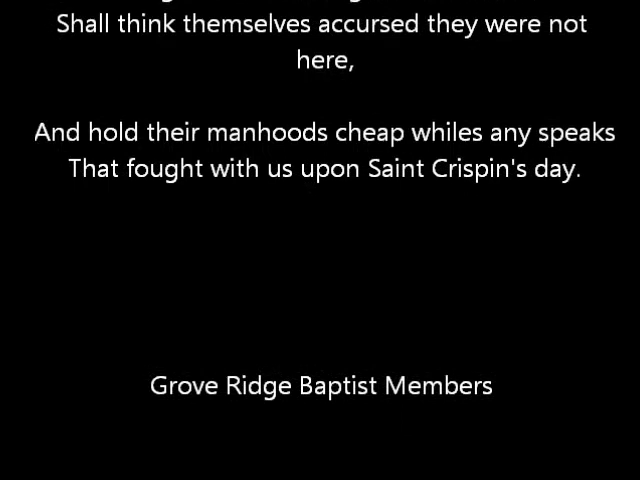 Shall think themselves accursed they were not
here,
And hold their manhoods cheap whiles any speaks
That fought with us upon Saint Crispin's day.
Grove Ridge Baptist Members